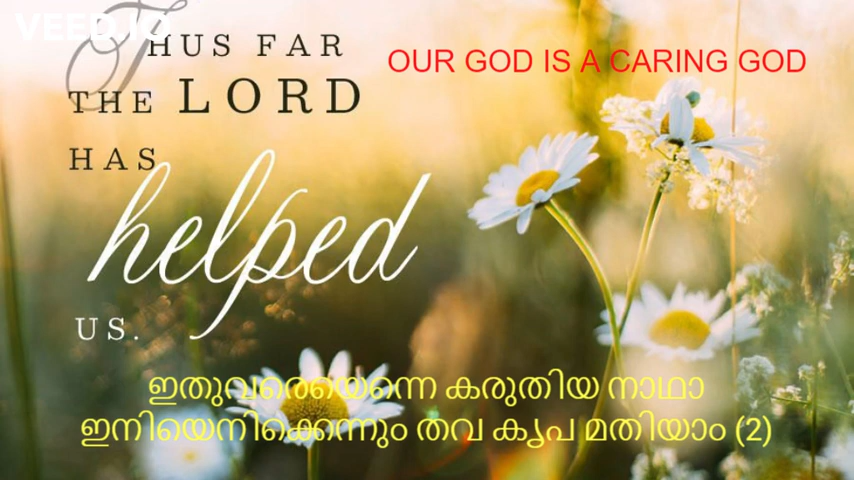 VEED.IO
THUS FAR
OUR GOD IS A CARING GOD
THE LORD
HAS
helped
US.
ഇതുവരെയെന്നെ കരുതിയ നാഥാ
ഇനിയെനിക്കെന്നും തവ കൃപ മതിയാം (2)